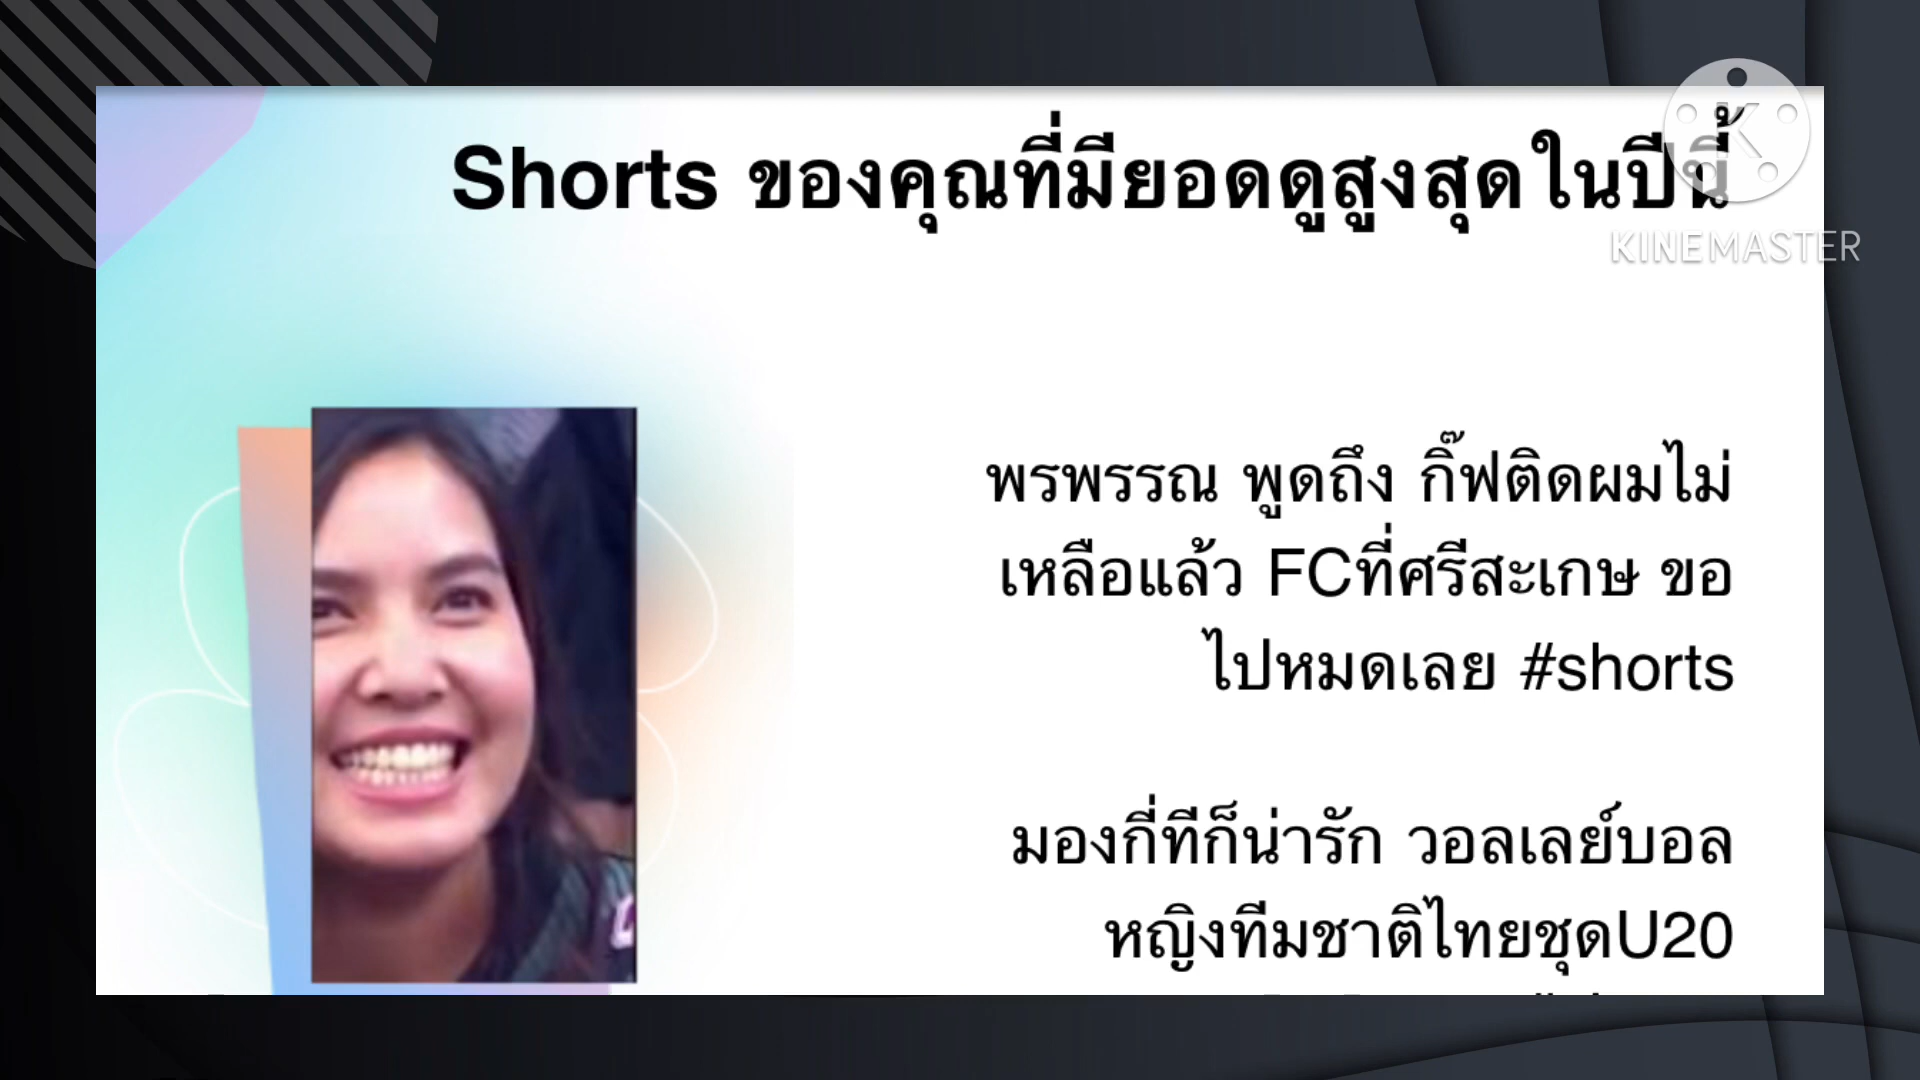 Shorts ของคุณที่มียอดดูสูงสุดในปีนี้
KINEMASTER
พรพรรณ พูดถึง กิ๊ฟติดผมไม่
เหลือแล้ว FCที่ศรีสะเกษ ขอ
ไปหมดเลย #shorts
มองกี่ทีก็น่ารัก วอลเลย์บอล
หญิงทีมชาติไทยชุดU20